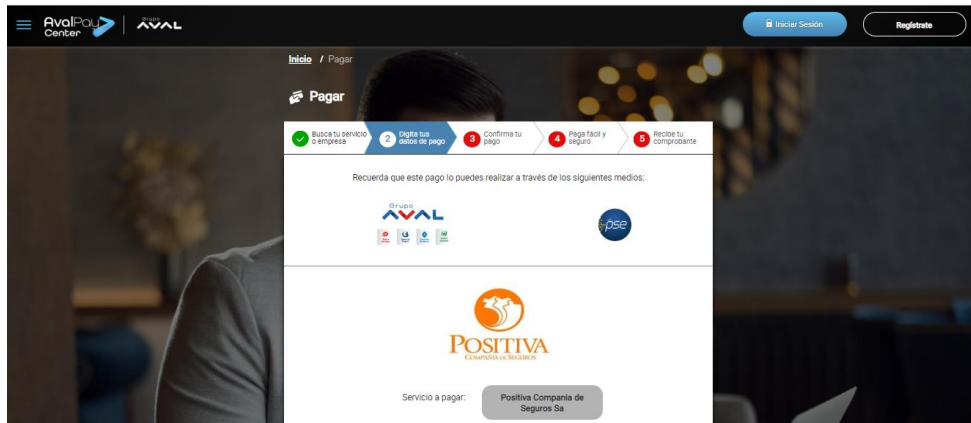 AvalPay
Center
Grupo
AVAL
Iniciar Sesión
Regístrate
Inicio / Pagar
Pagar
Busca tu servicio
o empresa
2
Digita tus
datos de pago
3
Confirma tu
pago
4
Paga fácil y
seguro
5
Recibe tu
comprobante
Recuerda que este pago lo puedes realizar a través de los siguientes medios:
Grupo
AVAL
pse
POSITIVA
COMPAÑIA DE SEGUROS
Servicio a pagar:
Positiva Compania de
Seguros Sa